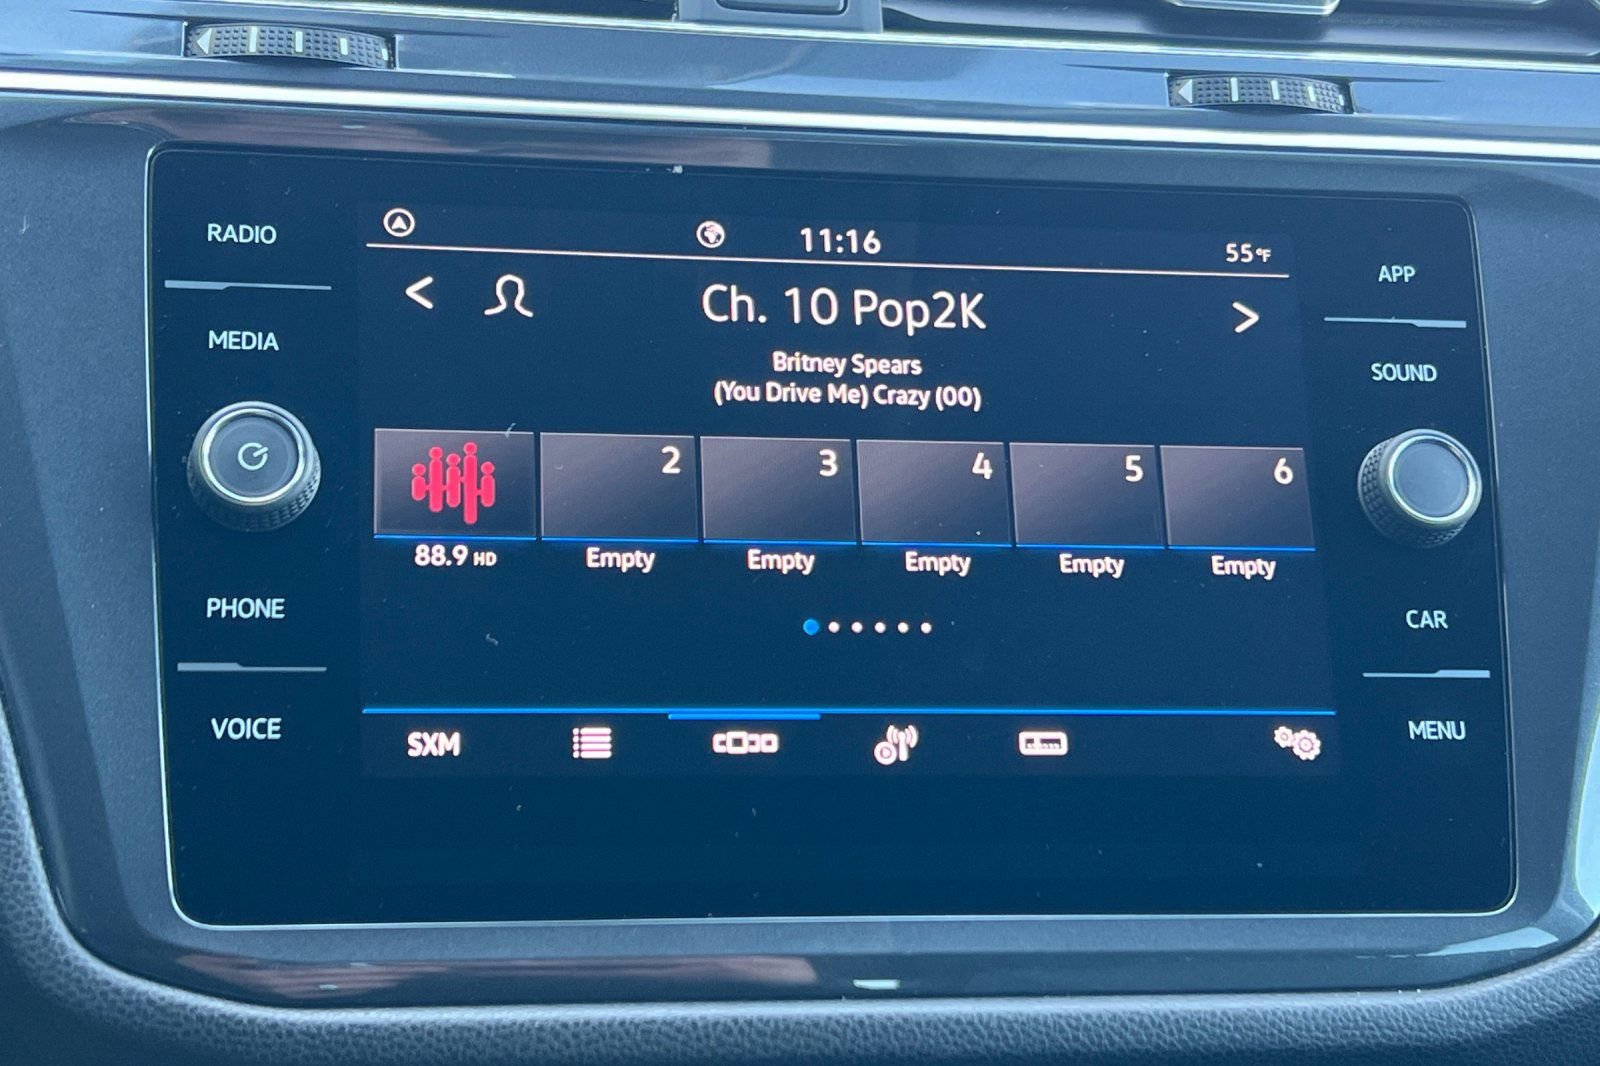 RADIO
MEDIA
PHONE
VOICE
11:16
55°F
Ch. 10 Pop2K
Britney Spears
(You Drive Me) Crazy (00)
2
3
4
5
6
88.9 HD
Empty
Empty
Empty
Empty
Empty
SXM
APP
SOUND
CAR
MENU